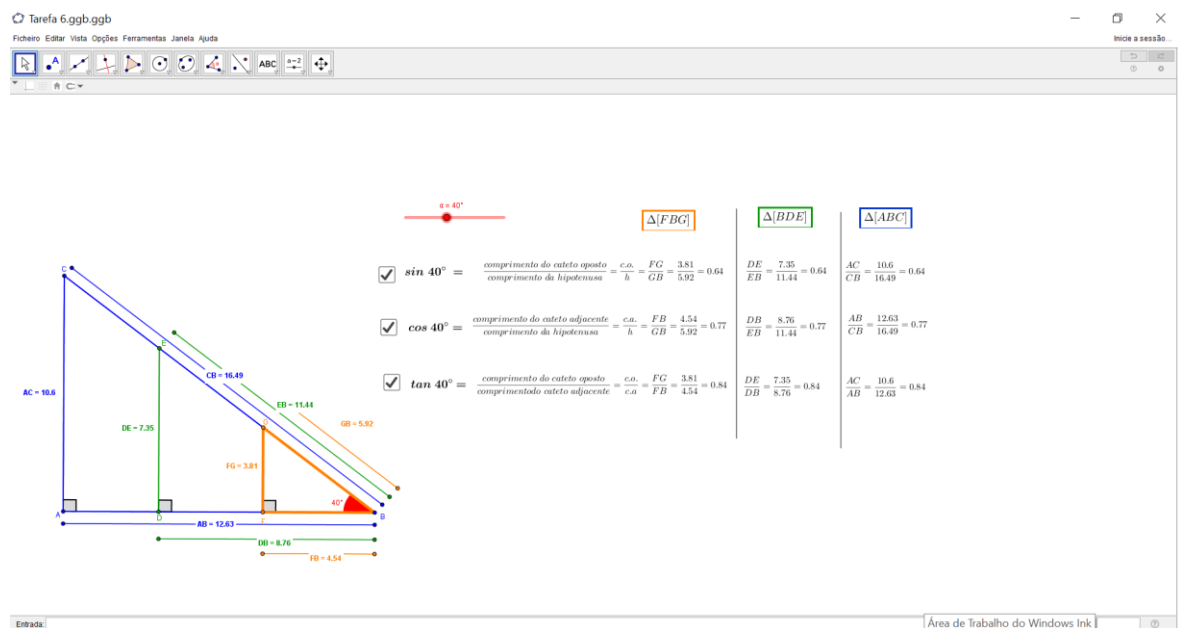 Tarefa 6.ggb.ggb
Ficheiro Editar Vista Opções Ferramentas Janela Ajuda
Inicie a sessão...
A ABC a=2
α = 40°
Δ[FBG] Δ[BDE] Δ[ABC]
sin 40° = comprimento do cateto oposto / comprimento da hipotenusa = c.o. / h = FG / GB = 3.81 / 5.92 = 0.64 DE / EB = 7.35 / 11.44 = 0.64 AC / CB = 10.6 / 16.49 = 0.64
cos 40° = comprimento do cateto adjacente / comprimento da hipotenusa = c.a. / h = FB / GB = 4.54 / 5.92 = 0.77 DB / EB = 8.76 / 11.44 = 0.77 AB / CB = 12.63 / 16.49 = 0.77
tan 40° = comprimento do cateto oposto / comprimentodo cateto adjacente = c.o. / c.a = FG / FB = 3.81 / 4.54 = 0.84 DE / DB = 7.35 / 8.76 = 0.84 AC / AB = 10.6 / 12.63 = 0.84
C
E
CB = 16.49
AC = 10.6
EB = 11.44
G
GB = 5.92
DE = 7.35
FG = 3.81
40°
A D F B
AB = 12.63
DB = 8.76
FB = 4.54
Entrada:
Área de Trabalho do Windows Ink